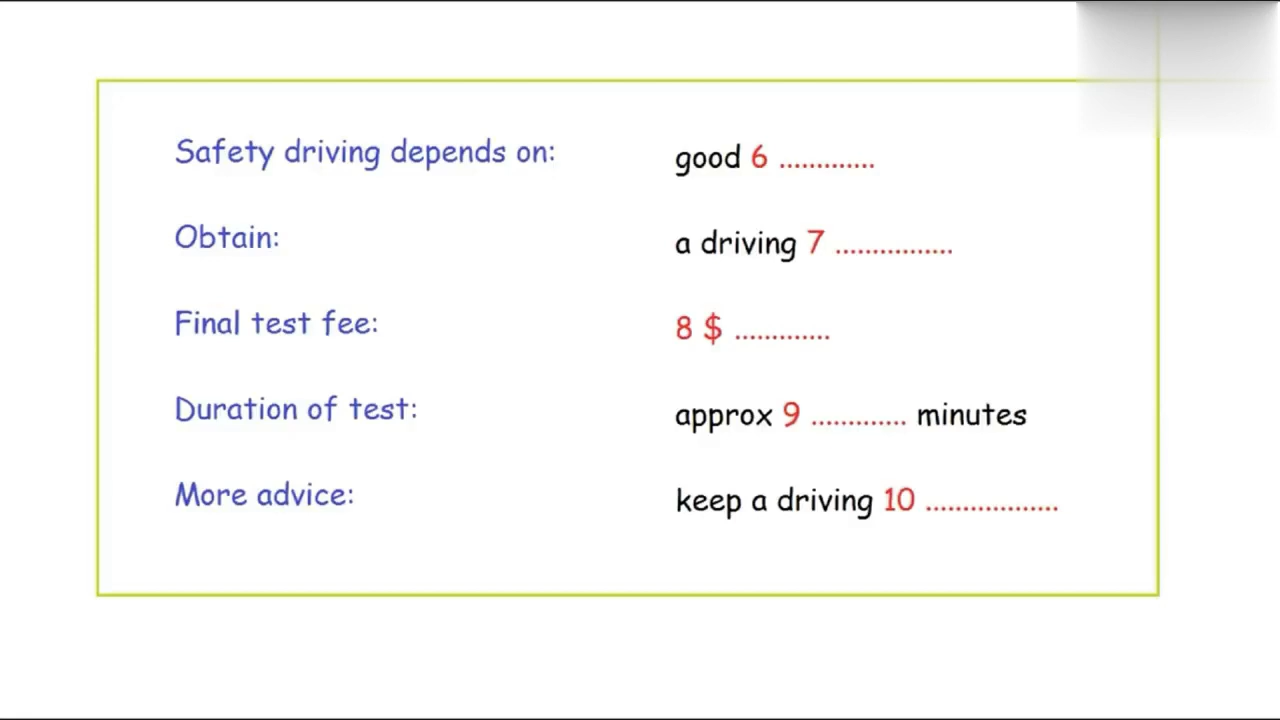 Safety driving depends on: good 6 .............
Obtain: a driving 7 ................
Final test fee: 8 $ .............
Duration of test: approx 9 ............. minutes
More advice: keep a driving 10 ..................